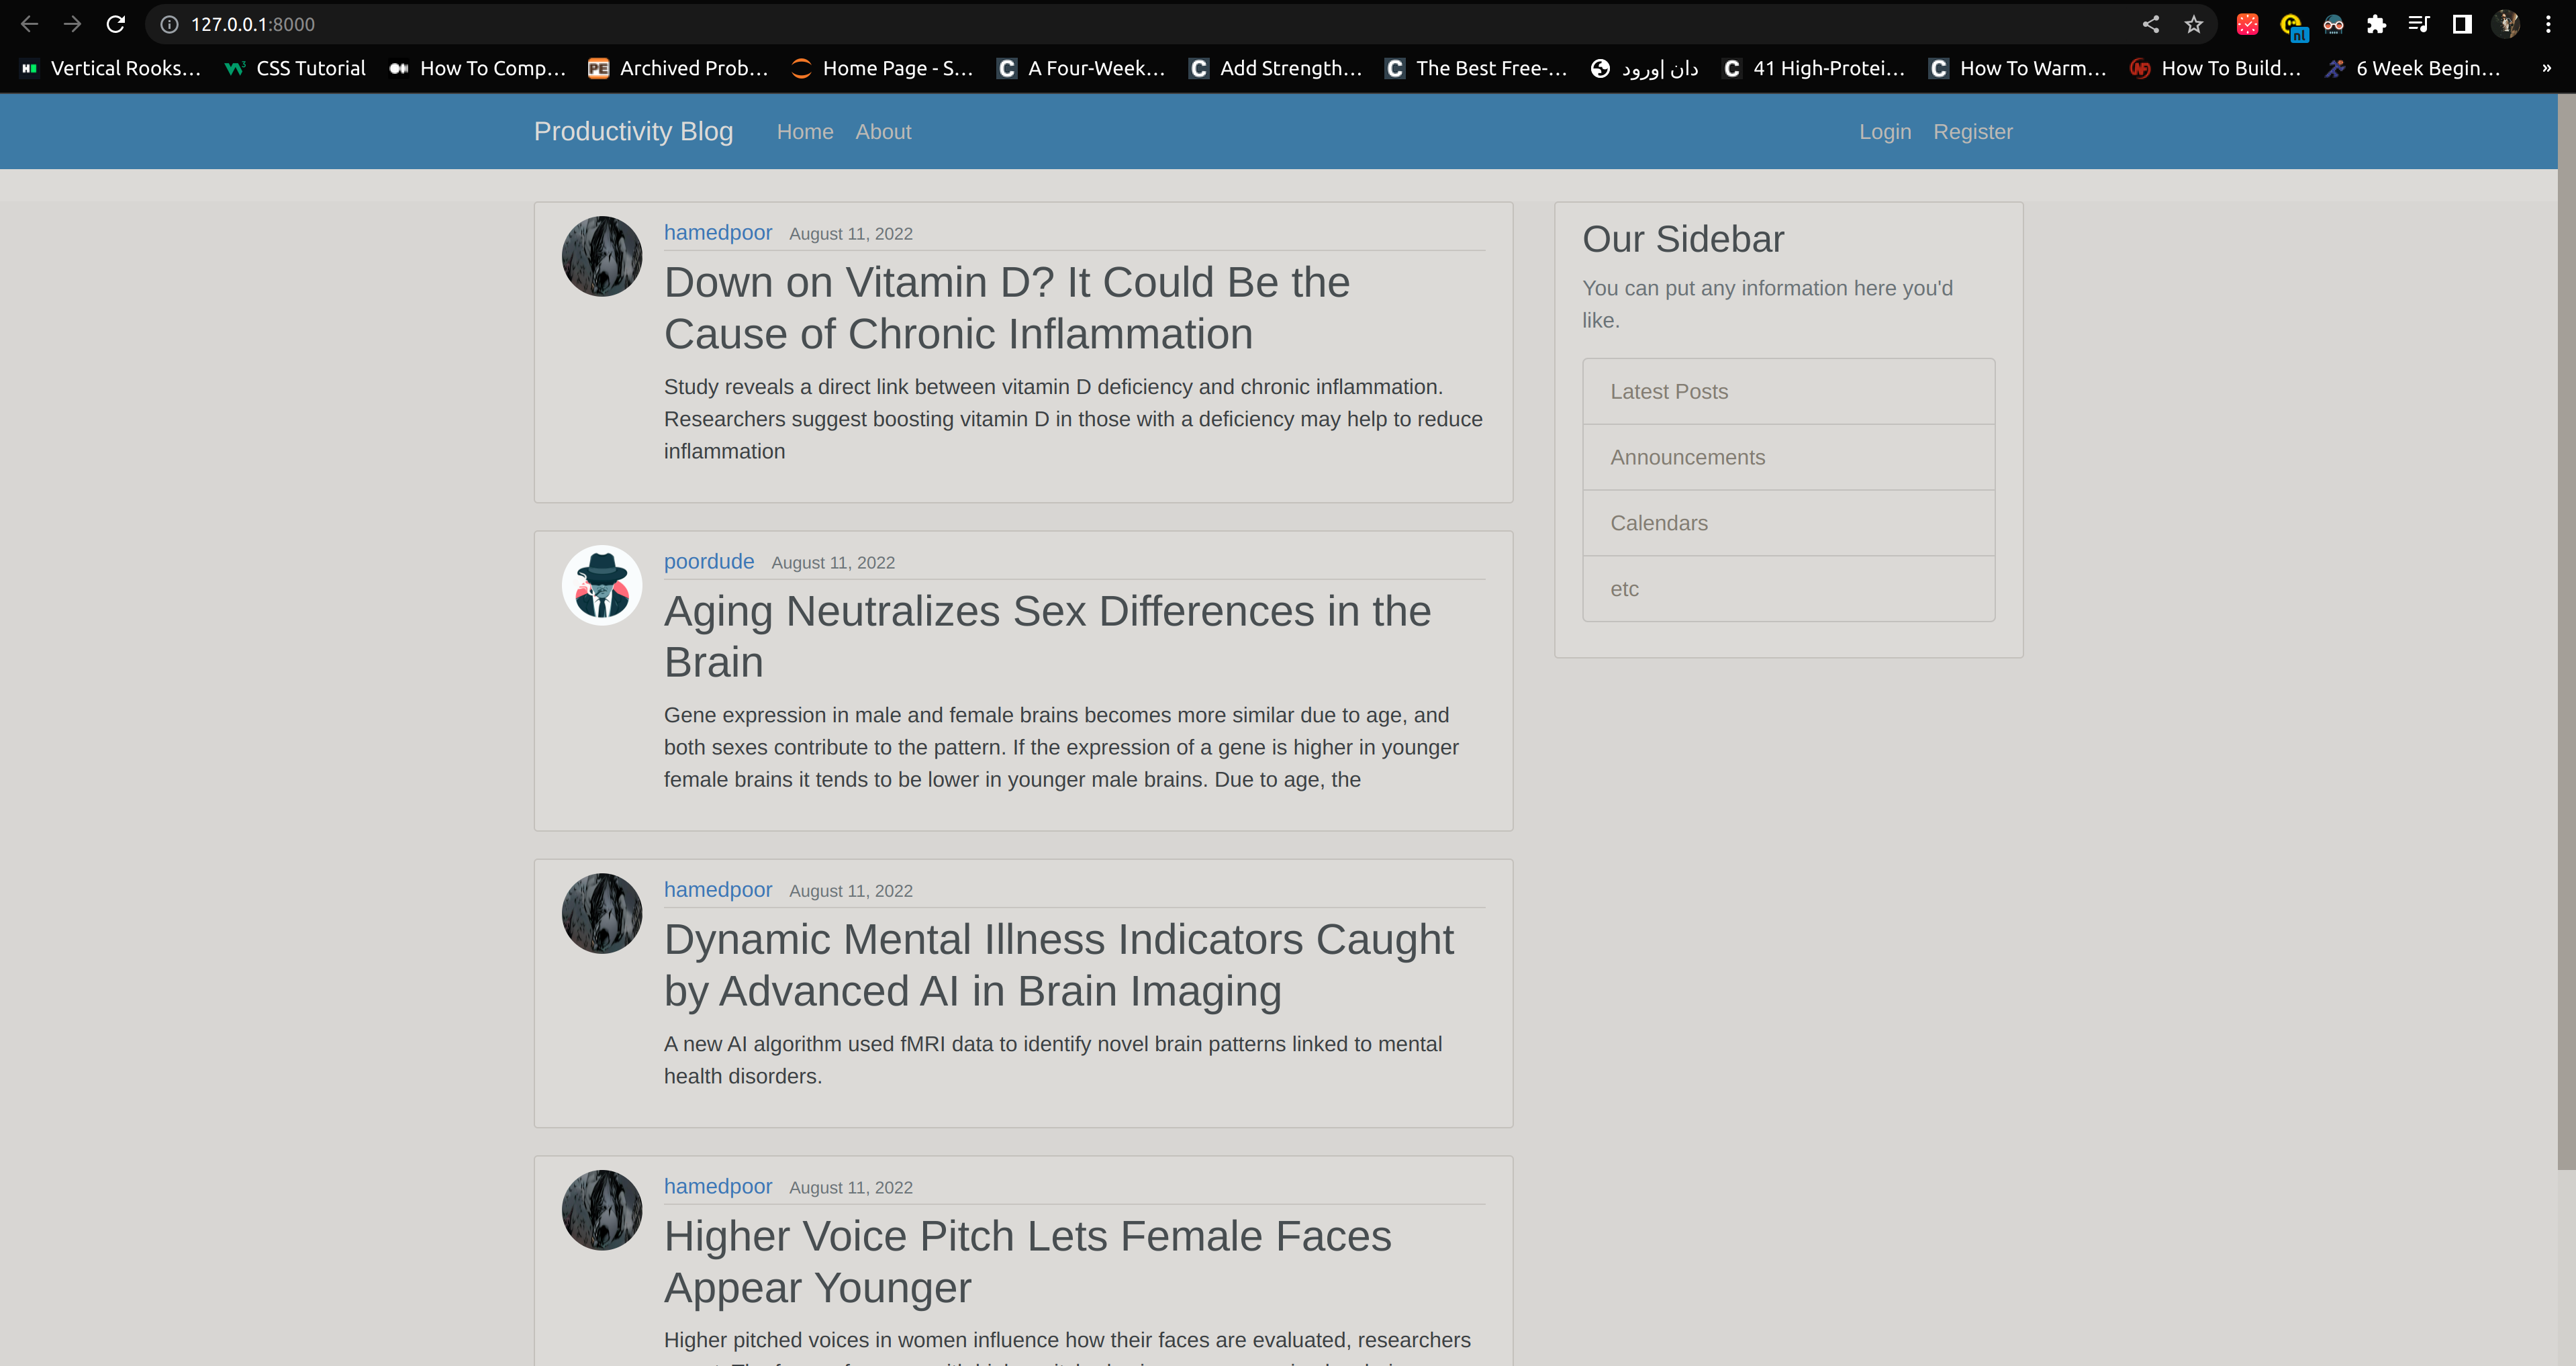 127.0.0.1:8000
nl
Vertical Rooks... CSS Tutorial How To Comp... Archived Prob... Home Page - S... A Four-Week... Add Strength... The Best Free-... دان |ورود 41 High-Protei... How To Warm... How To Build... 6 Week Begin... »
Productivity Blog Home About Login Register
hamedpoor August 11, 2022
Down on Vitamin D? It Could Be the
Cause of Chronic Inflammation
Study reveals a direct link between vitamin D deficiency and chronic inflammation.
Researchers suggest boosting vitamin D in those with a deficiency may help to reduce
inflammation
poordude August 11, 2022
Aging Neutralizes Sex Differences in the
Brain
Gene expression in male and female brains becomes more similar due to age, and
both sexes contribute to the pattern. If the expression of a gene is higher in younger
female brains it tends to be lower in younger male brains. Due to age, the
hamedpoor August 11, 2022
Dynamic Mental Illness Indicators Caught
by Advanced AI in Brain Imaging
A new AI algorithm used fMRI data to identify novel brain patterns linked to mental
health disorders.
hamedpoor August 11, 2022
Higher Voice Pitch Lets Female Faces
Appear Younger
Higher pitched voices in women influence how their faces are evaluated, researchers
Our Sidebar
You can put any information here you'd
like.
Latest Posts
Announcements
Calendars
etc